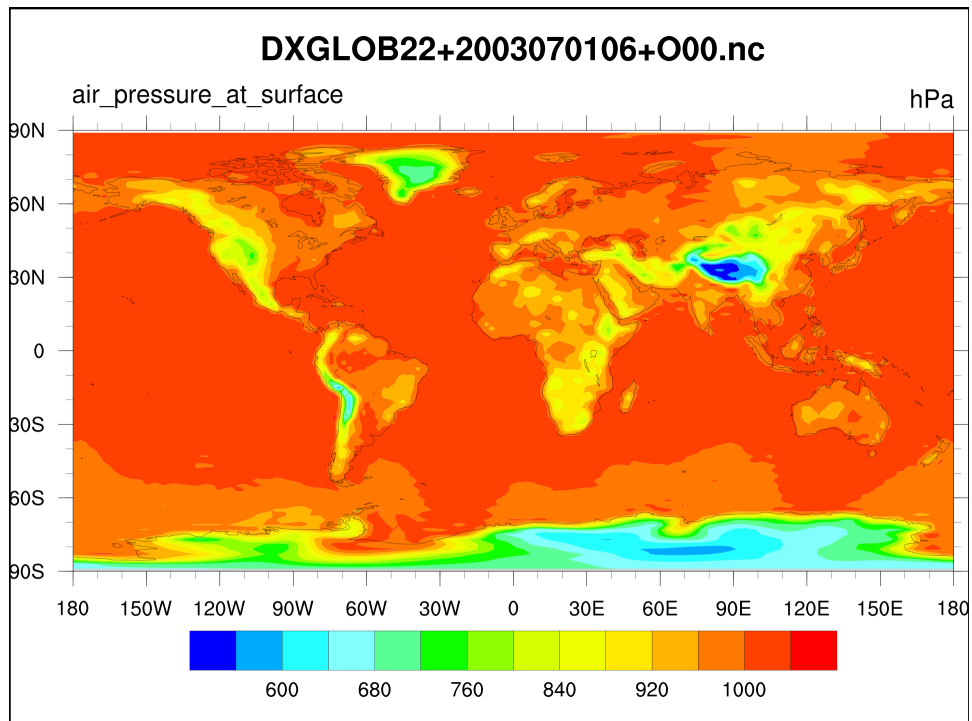 DXGLOB22+2003070106+O00.nc
air_pressure_at_surface hPa
90N
60N
30N
0
30S
60S
90S
180 150W 120W 90W 60W 30W 0 30E 60E 90E 120E 150E 180
600 680 760 840 920 1000